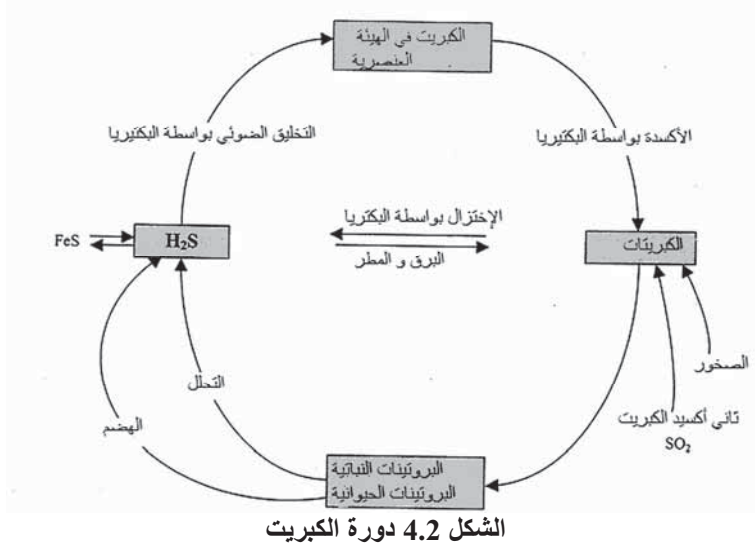 الكبريت في الهيئة
العنصرية
التخليق الضوئي بواسطة البكتيريا
الأكسدة بواسطة البكتيريا
الإختزال بواسطة البكتريا
البرق و المطر
FeS
H₂S
الكبريتات
الصخور
ثاني أكسيد الكبريت
SO₂
التحلل
الهضم
البروتينات النباتية
البروتينات الحيوانية
الشكل 4.2 دورة الكبريت